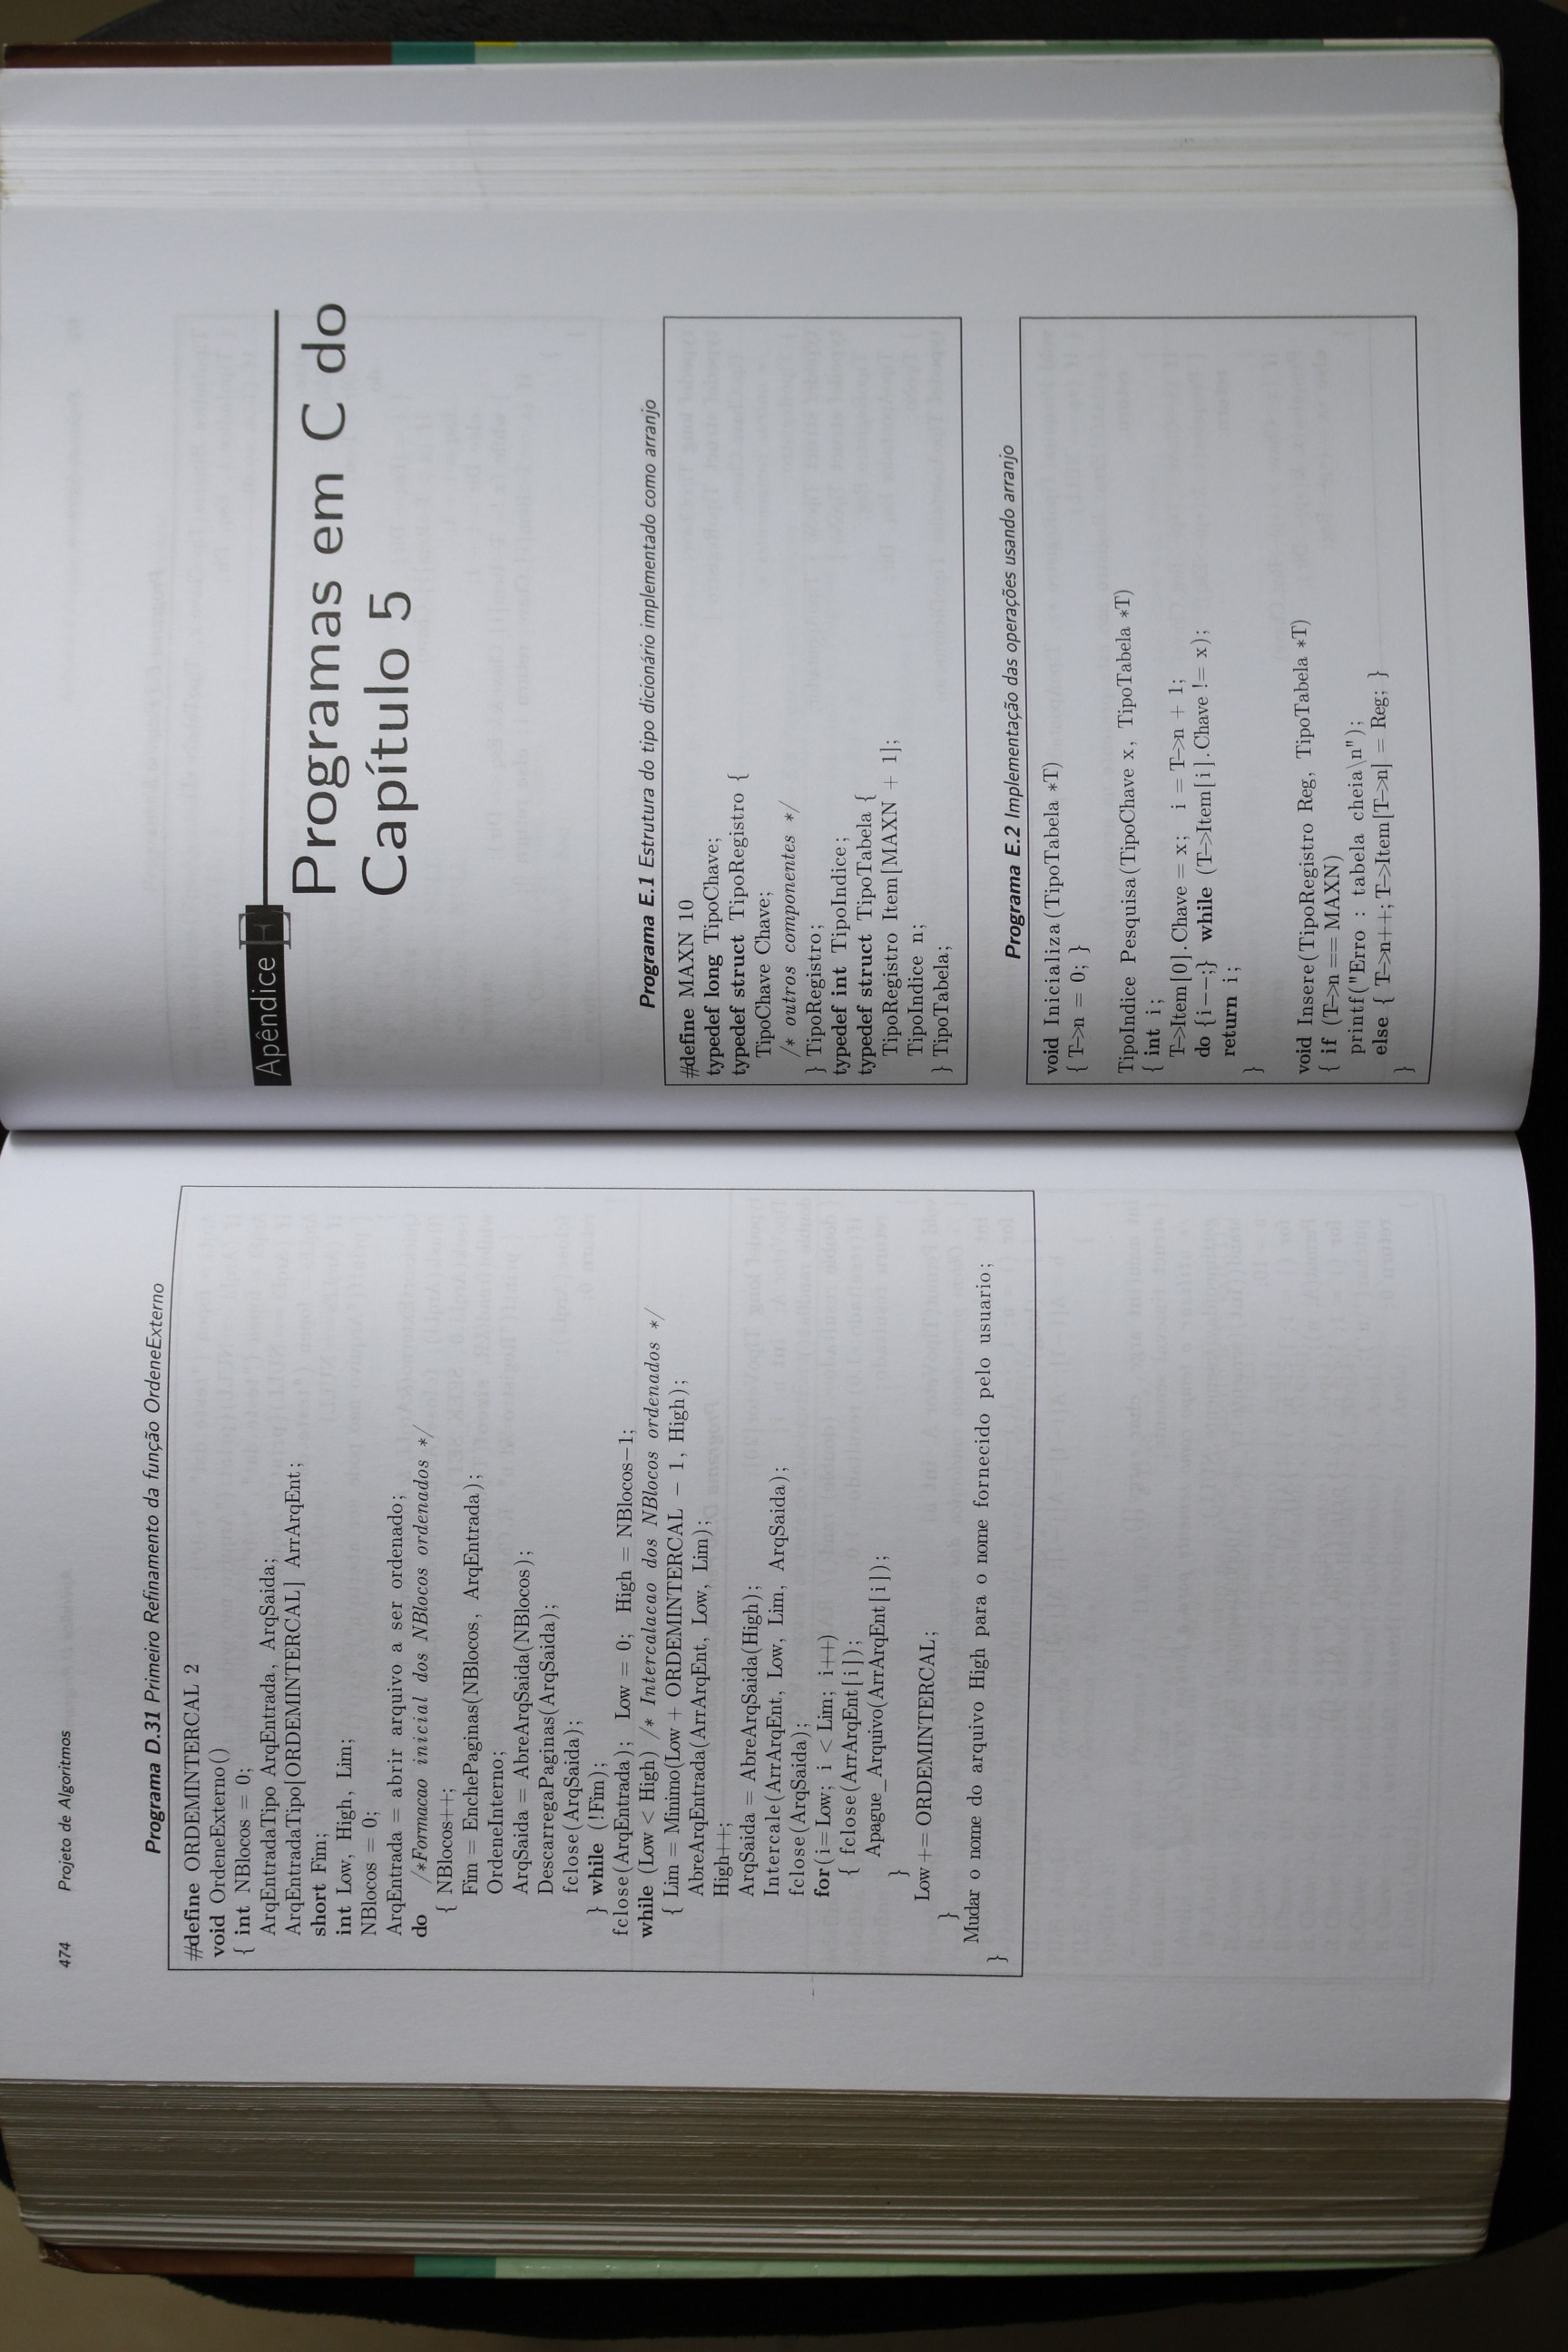 474 Projeto de Algoritmos
Programa D.31 Primeiro Refinamento da função OrdeneExterno
#define ORDEMINTERCAL 2
void OrdeneExterno()
{ int NBlocos = 0;
ArqEntradaTipo ArqEntrada, ArqSaida;
ArqEntradaTipo[ORDEMINTERCAL] ArrArqEnt;
short Fim;
int Low, High, Lim;
NBlocos = 0;
ArqEntrada = abrir arquivo a ser ordenado;
do /*Formacao inicial dos NBlocos ordenados */
{ NBlocos++;
Fim = EnchePaginas(NBlocos, ArqEntrada);
OrdeneInterno;
ArqSaida = AbreArqSaida(NBlocos);
DescarregaPaginas(ArqSaida);
fclose(ArqSaida);
} while (!Fim);
fclose(ArqEntrada); Low = 0; High = NBlocos-1;
while (Low < High) /* Intercalacao dos NBlocos ordenados */
{ Lim = Minimo(Low + ORDEMINTERCAL - 1, High);
AbreArqEntrada(ArrArqEnt, Low, Lim);
High++;
ArqSaida = AbreArqSaida(High);
Intercale(ArrArqEnt, Low, Lim, ArqSaida);
fclose(ArqSaida);
for(i=Low; i < Lim; i++)
{ fclose(ArrArqEnt[i]);
Apague_Arquivo(ArrArqEnt[i]);
}
Low += ORDEMINTERCAL;
}
Mudar o nome do arquivo High para o nome fornecido pelo usuario;
}
Apêndice E
Programas em C do
Capítulo 5
Programa E.1 Estrutura do tipo dicionário implementado como arranjo
#define MAXN 10
typedef long TipoChave;
typedef struct TipoRegistro {
TipoChave Chave;
/* outros componentes */
} TipoRegistro;
typedef int TipoIndice;
typedef struct TipoTabela {
TipoRegistro Item[MAXN + 1];
TipoIndice n;
} TipoTabela;
Programa E.2 Implementação das operações usando arranjo
void Inicializa(TipoTabela *T)
{ T->n = 0; }
TipoIndice Pesquisa(TipoChave x, TipoTabela *T)
{ int i;
T->Item[0].Chave = x; i = T->n + 1;
do {i--;} while (T->Item[i].Chave != x);
return i;
}
void Insere(TipoRegistro Reg, TipoTabela *T)
{ if (T->n == MAXN)
printf("Erro : tabela cheia\n");
else { T->n++; T->Item[T->n] = Reg; }
}